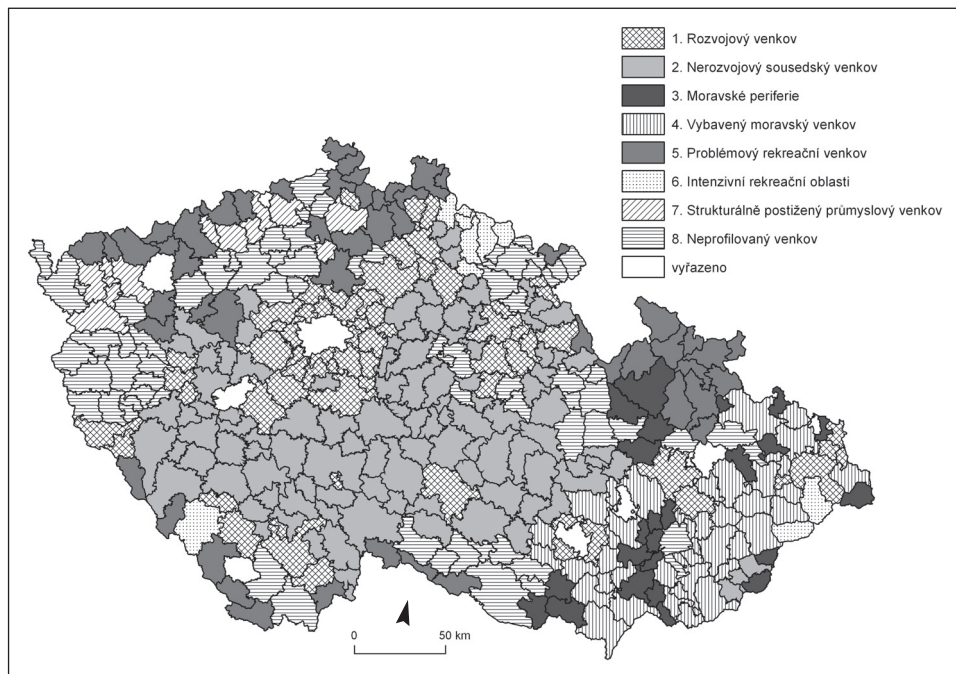 1. Rozvojový venkov
2. Nerozvojový sousedský venkov
3. Moravské periferie
4. Vybavený moravský venkov
5. Problémový rekreační venkov
6. Intenzivní rekreační oblasti
7. Strukturálně postižený průmyslový venkov
8. Neprofilovaný venkov
vyřazeno
0 50 km